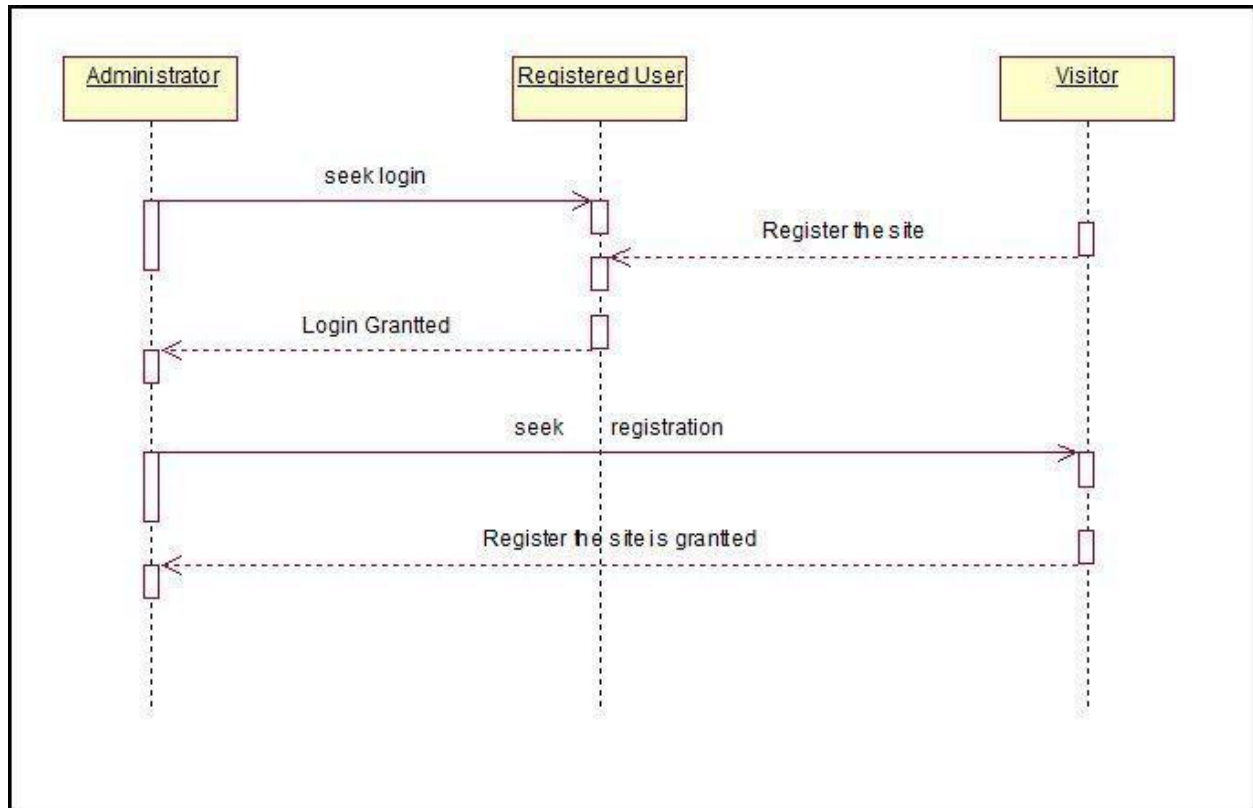 Administrator
Registered User
Visitor
seek login
Register the site
Login Grantted
seek registration
Register the site is grantted